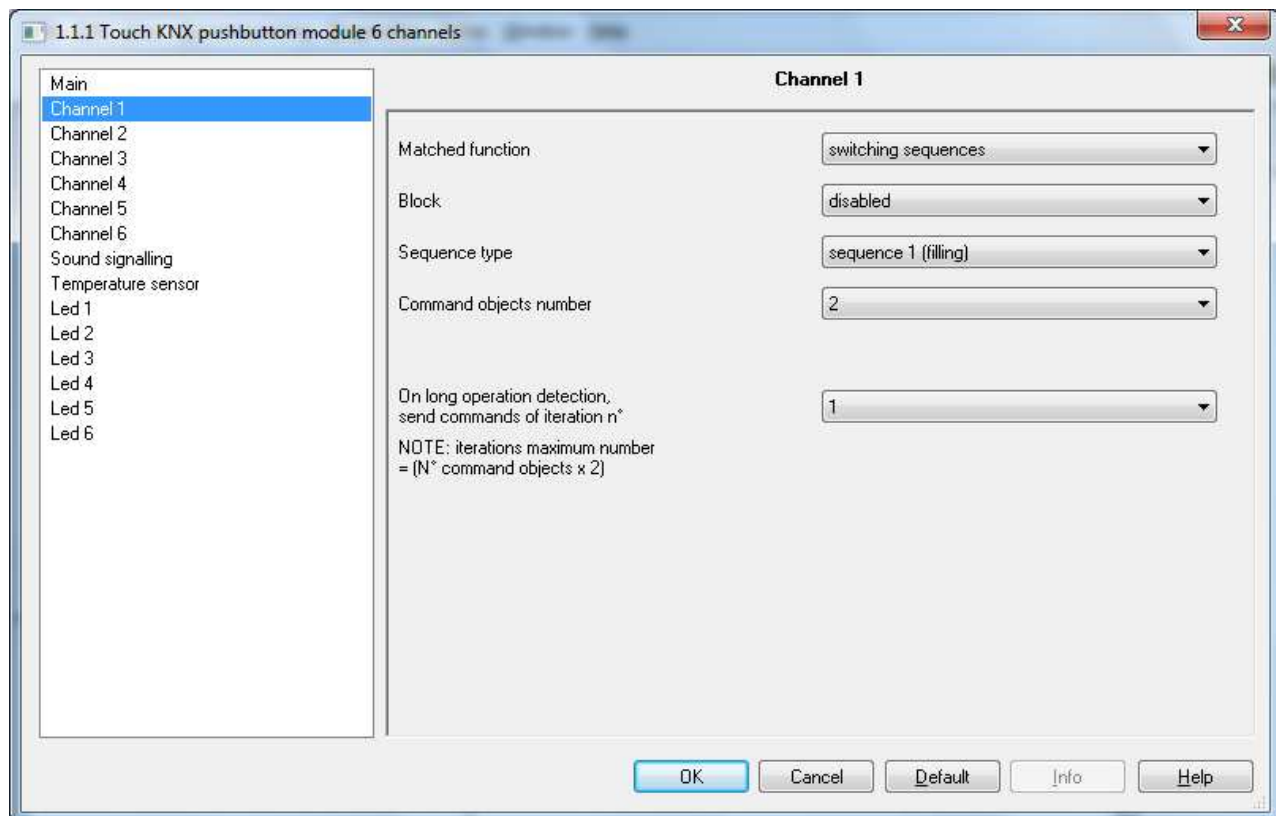 1.1.1 Touch KNX pushbutton module 6 channels
Main
Channel 1
Channel 2
Channel 3
Channel 4
Channel 5
Channel 6
Sound signalling
Temperature sensor
Led 1
Led 2
Led 3
Led 4
Led 5
Led 6
Channel 1
Matched function
switching sequences
Block
disabled
Sequence type
sequence 1 (filling)
Command objects number
2
On long operation detection,
send commands of iteration n°
1
NOTE: iterations maximum number
= (N° command objects x 2)
OK
Cancel
Default
Info
Help